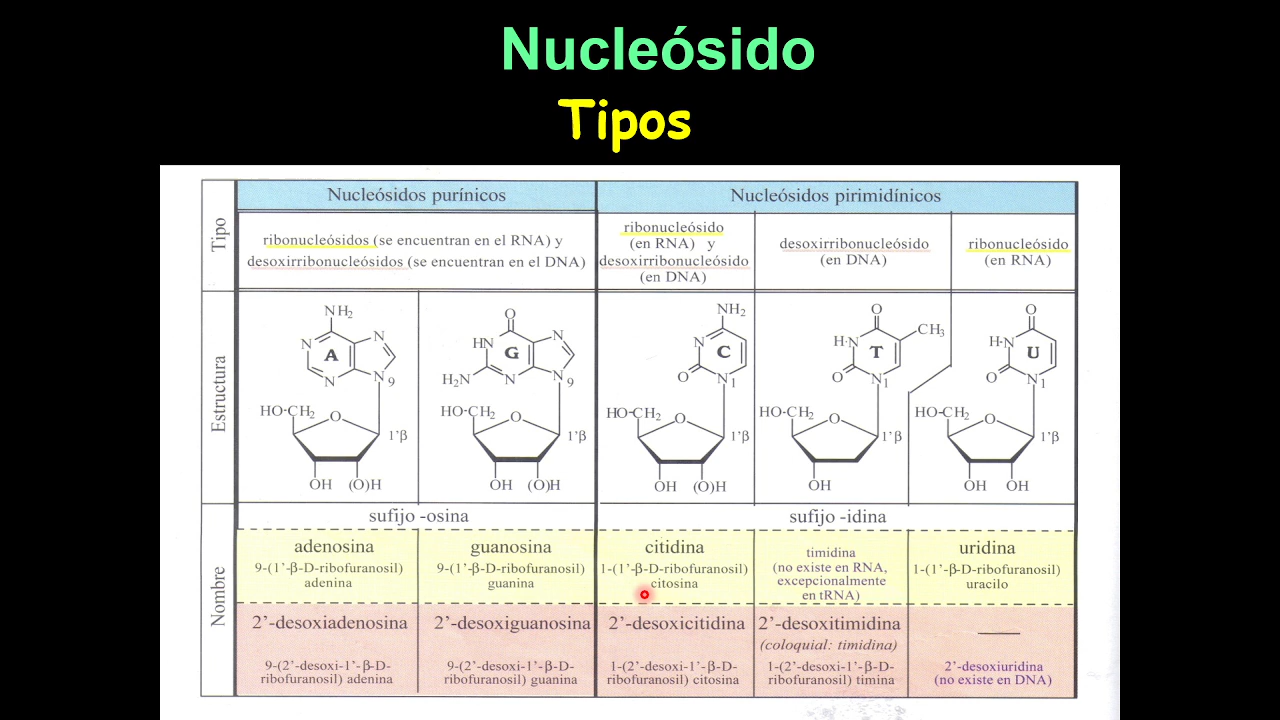 Nucleósido
Tipos
Nucleósidos purínicos
Nucleósidos pirimidínicos
Tipo
ribonucleósidos (se encuentran en el RNA) y
desoxirribonucleósidos (se encuentran en el DNA)
ribonucleósido
(en RNA) y
desoxirribonucleósido
(en DNA)
desoxirribonucleósido
(en DNA)
ribonucleósido
(en RNA)
Estructura
NH2
N
N
A
N
N
9
HO-CH2
O
1'β
OH
(O)H
O
HN
N
G
H2N
N
N
9
HO-CH2
O
1'β
OH
(O)H
NH2
N
C
O
N
1
HO-CH2
O
1'β
OH
(O)H
O
CH3
H·N
T
O
N
1
HO-CH2
O
1'β
OH
O
H·N
U
O
N
1
HO-CH2
O
1'β
OH
OH
sufijo -osina
sufijo -idina
Nombre
adenosina
9-(1'-β-D-ribofuranosil)
adenina
guanosina
9-(1'-β-D-ribofuranosil)
guanina
citidina
1-(1'-β-D-ribofuranosil)
citosina
timidina
(no existe en RNA,
excepcionalmente
en tRNA)
uridina
1-(1'-β-D-ribofuranosil)
uracilo
2'-desoxiadenosina
9-(2'-desoxi-1'-β-D-
ribofuranosil) adenina
2'-desoxiguanosina
9-(2'-desoxi-1'-β-D-
ribofuranosil) guanina
2'-desoxicitidina
1-(2'-desoxi-1'-β-D-
ribofuranosil) citosina
2'-desoxitimidina
(coloquial: timidina)
1-(2'-desoxi-1'-β-D-
ribofuranosil) timina
2'-desoxiuridina
(no existe en DNA)